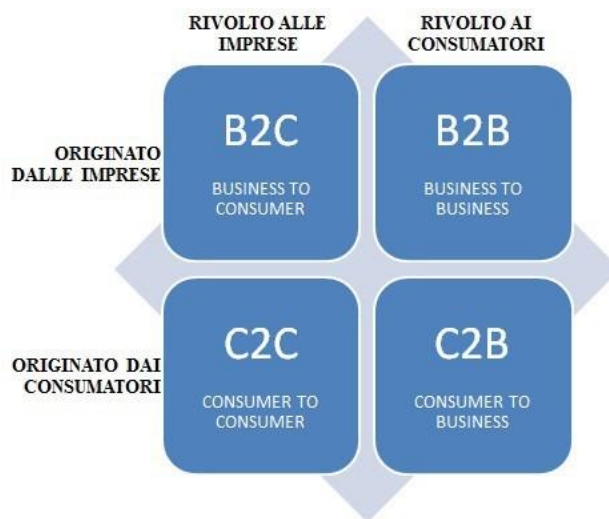 RIVOLTO ALLE
IMPRESE
RIVOLTO AI
CONSUMATORI
ORIGINATO
DALLE IMPRESE
B2C
BUSINESS TO
CONSUMER
B2B
BUSINESS TO
BUSINESS
ORIGINATO DAI
CONSUMATORI
C2C
CONSUMER TO
CONSUMER
C2B
CONSUMER TO
BUSINESS